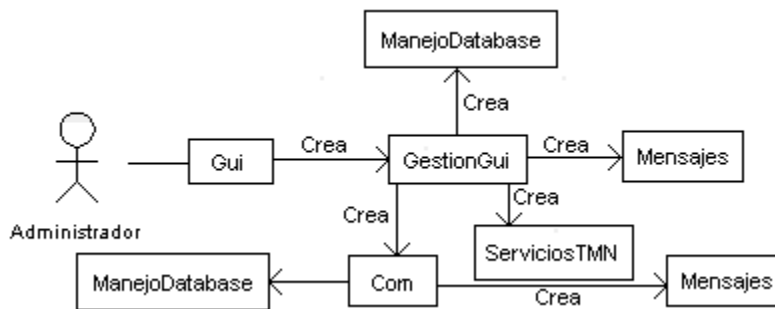 ManejoDatabase
Crea
Gui
Crea
GestionGui
Crea
Mensajes
Administrador
Crea
Crea
ServiciosTMN
ManejoDatabase
Com
Crea
Mensajes